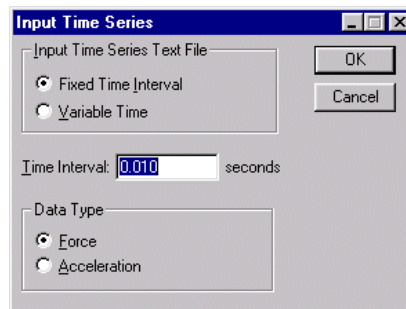 Input Time Series
Input Time Series Text File
Fixed Time Interval
Variable Time
OK
Cancel
Time Interval: 0.010 seconds
Data Type
Force
Acceleration